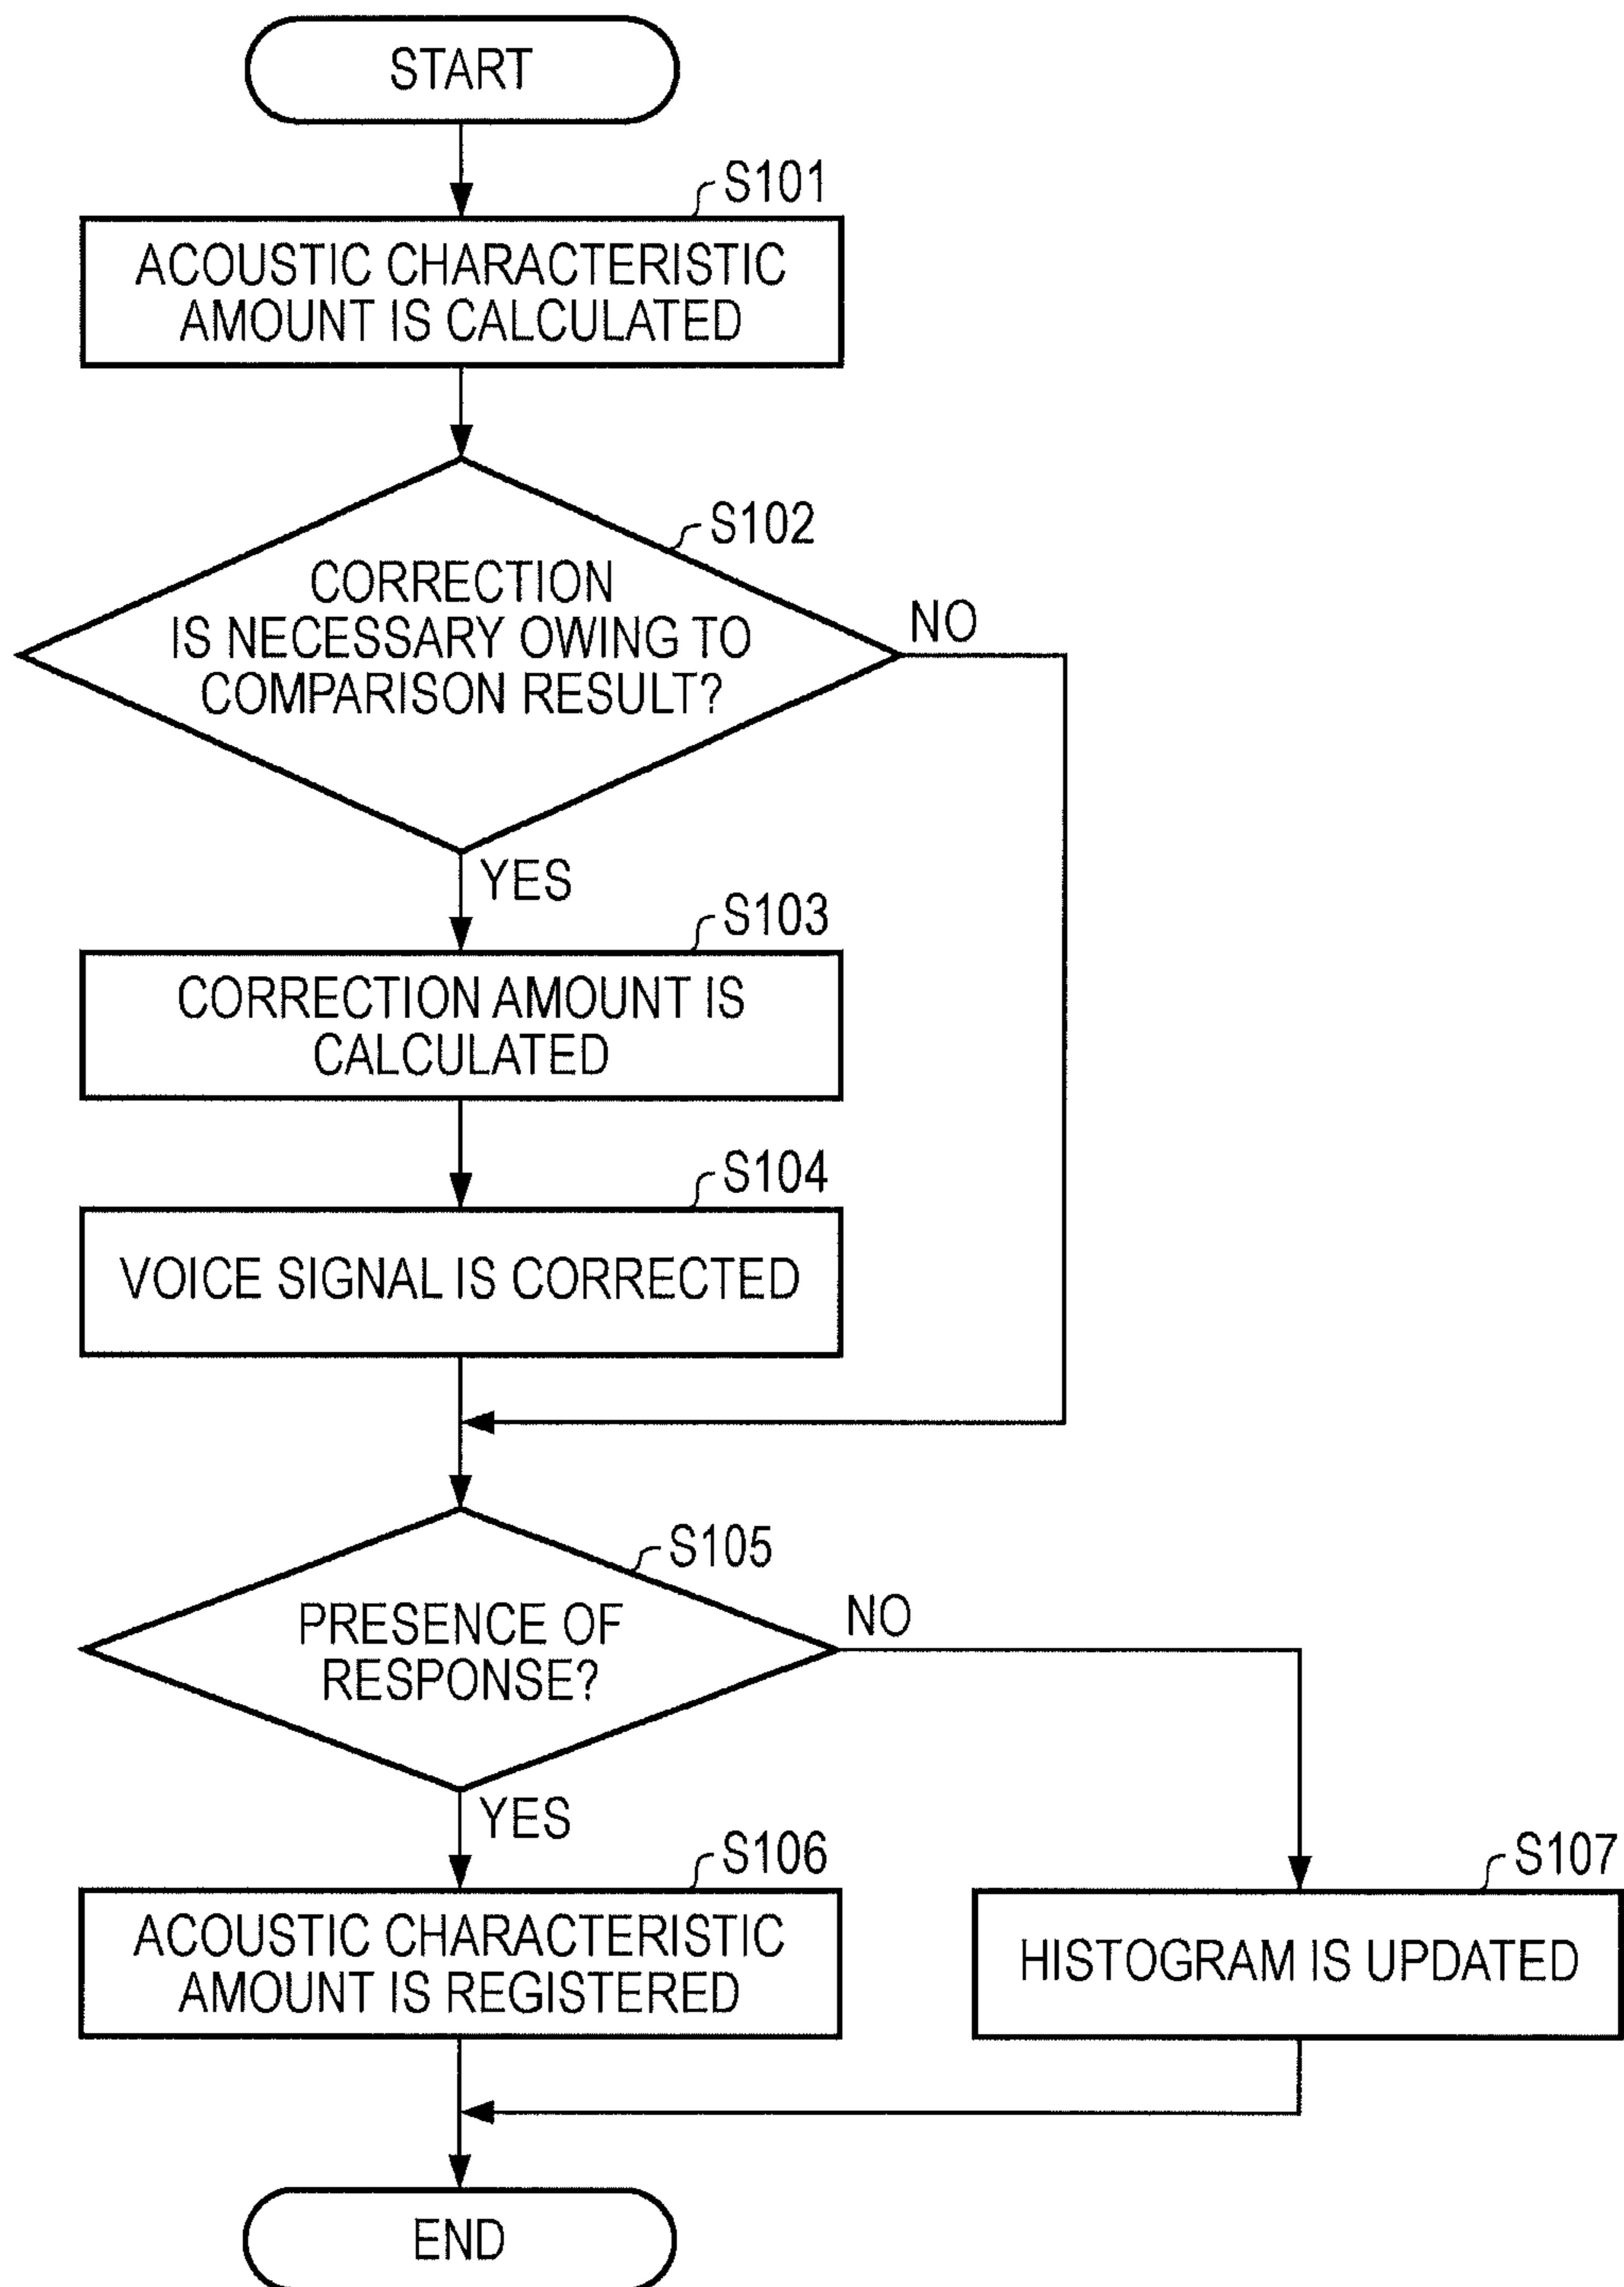 START
S101
ACOUSTIC CHARACTERISTIC
AMOUNT IS CALCULATED
S102
CORRECTION
IS NECESSARY OWING TO
COMPARISON RESULT?
NO
YES
S103
CORRECTION AMOUNT IS
CALCULATED
S104
VOICE SIGNAL IS CORRECTED
S105
PRESENCE OF
RESPONSE?
NO
YES
S106
ACOUSTIC CHARACTERISTIC
AMOUNT IS REGISTERED
S107
HISTOGRAM IS UPDATED
END